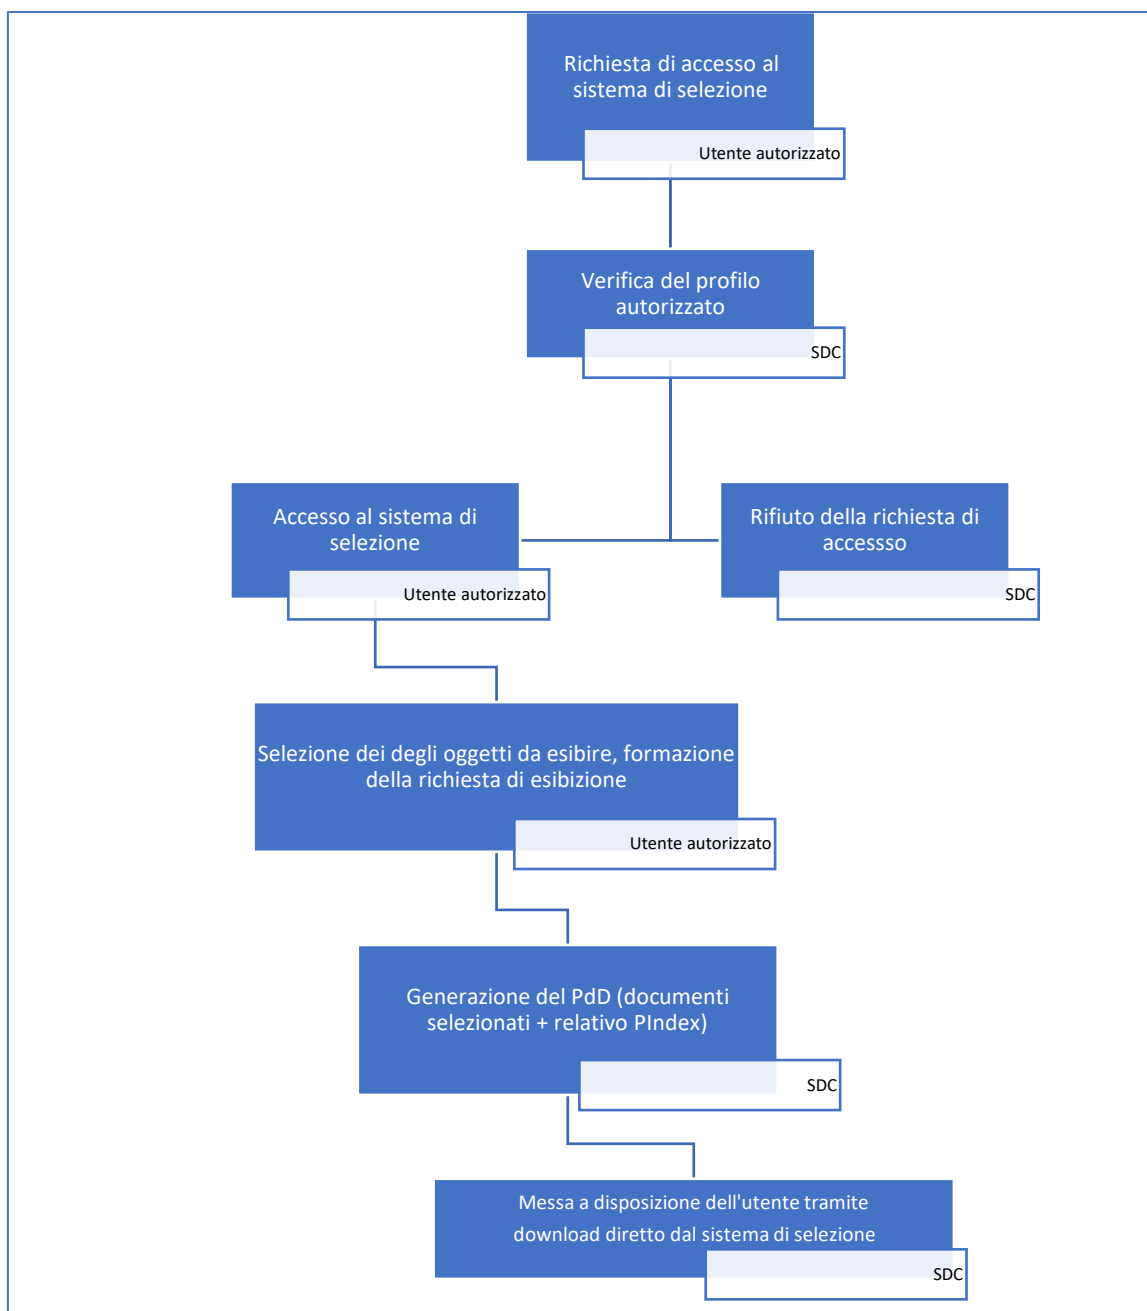 Richiesta di accesso al
sistema di selezione
Utente autorizzato
Verifica del profilo
autorizzato
SDC
Accesso al sistema di
selezione
Utente autorizzato
Rifiuto della richiesta di
accessso
SDC
Selezione dei degli oggetti da esibire, formazione
della richiesta di esibizione
Utente autorizzato
Generazione del PdD (documenti
selezionati + relativo PIndex)
SDC
Messa a disposizione dell'utente tramite
download diretto dal sistema di selezione
SDC